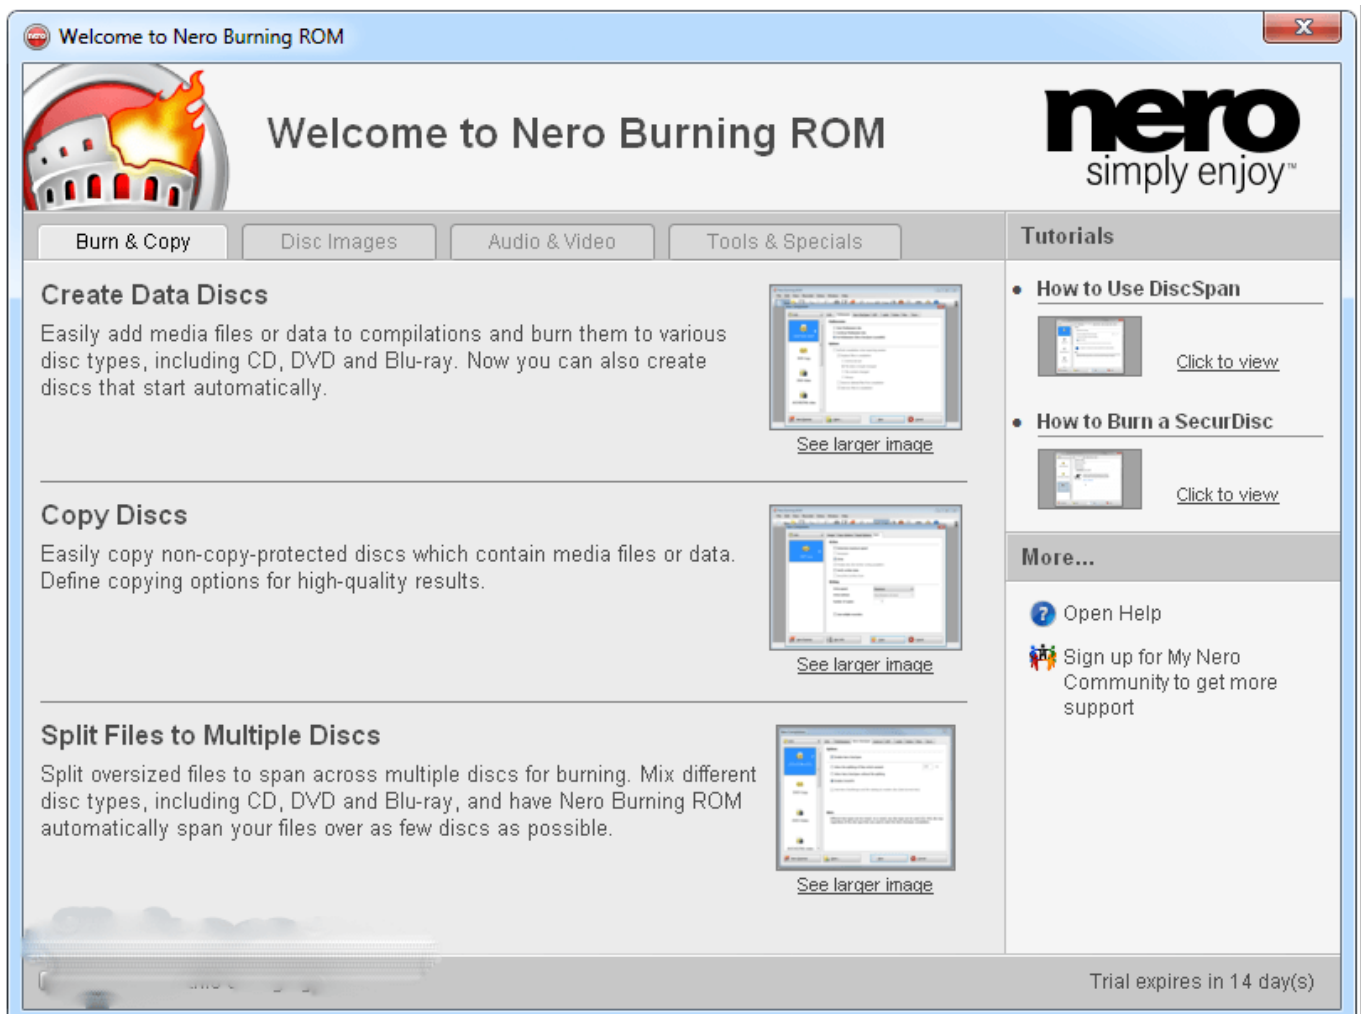 Welcome to Nero Burning ROM
Welcome to Nero Burning ROM
nero
simply enjoy™
Burn & Copy
Disc Images
Audio & Video
Tools & Specials
Create Data Discs
Easily add media files or data to compilations and burn them to various
disc types, including CD, DVD and Blu-ray. Now you can also create
discs that start automatically.
See larger image
Copy Discs
Easily copy non-copy-protected discs which contain media files or data.
Define copying options for high-quality results.
See larger image
Split Files to Multiple Discs
Split oversized files to span across multiple discs for burning. Mix different
disc types, including CD, DVD and Blu-ray, and have Nero Burning ROM
automatically span your files over as few discs as possible.
See larger image
Tutorials
How to Use DiscSpan
Click to view
How to Burn a SecurDisc
Click to view
More...
Open Help
Sign up for My Nero
Community to get more
support
Trial expires in 14 day(s)